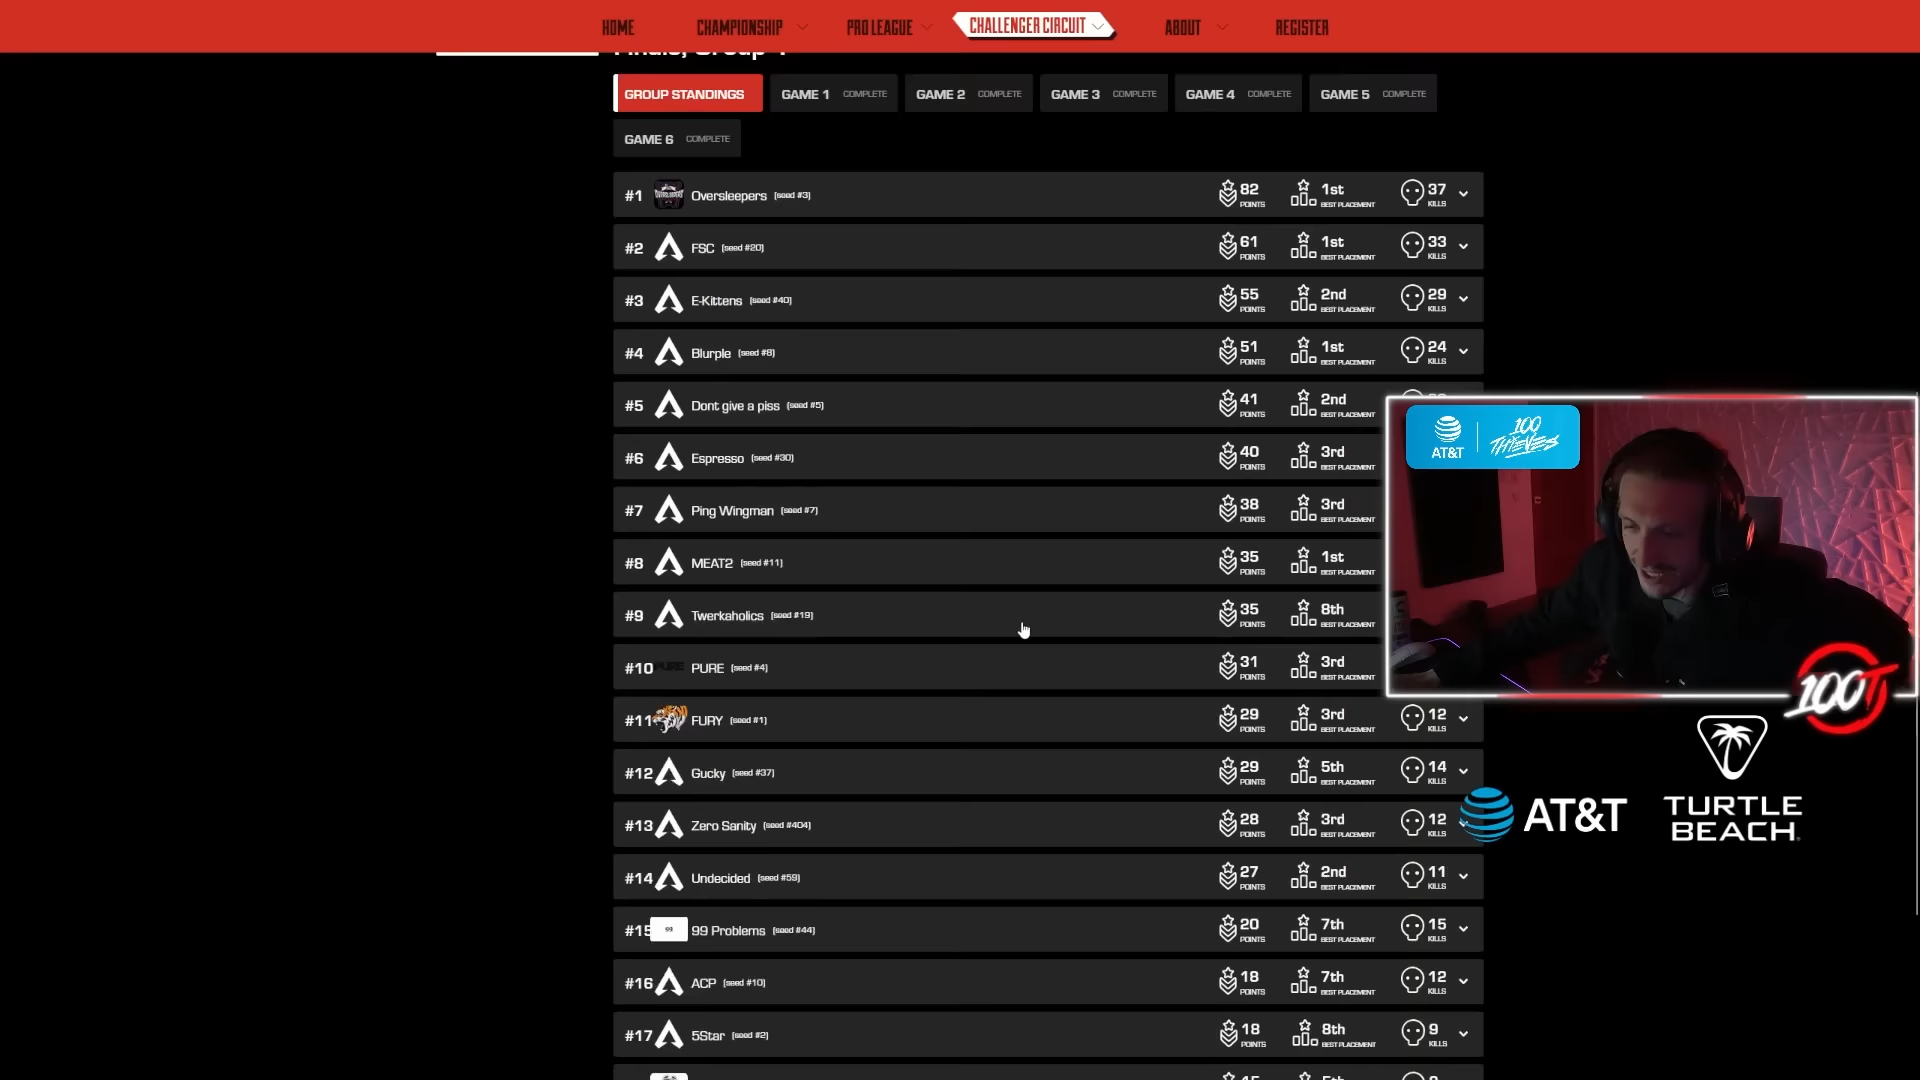 HOME CHAMPIONSHIP PRO LEAGUE CHALLENGER CIRCUIT ABOUT REGISTER
GROUP STANDINGS GAME 1 COMPLETE GAME 2 COMPLETE GAME 3 COMPLETE GAME 4 COMPLETE GAME 5 COMPLETE
GAME 6 COMPLETE
#1 Oversleepers (seed #3) 82 POINTS 1st BEST PLACEMENT 37 KILLS
#2 FSC (seed #20) 61 POINTS 1st BEST PLACEMENT 33 KILLS
#3 E-Kittens (seed #40) 55 POINTS 2nd BEST PLACEMENT 29 KILLS
#4 Blurple (seed #8) 51 POINTS 1st BEST PLACEMENT 24 KILLS
#5 Dont give a piss (seed #5) 41 POINTS 2nd BEST PLACEMENT
#6 Espresso (seed #30) 40 POINTS 3rd BEST PLACEMENT
#7 Ping Wingman (seed #7) 38 POINTS 3rd BEST PLACEMENT
#8 MEAT2 (seed #11) 35 POINTS 1st BEST PLACEMENT
#9 Twerkaholics (seed #19) 35 POINTS 8th BEST PLACEMENT
#10 PURE PURE (seed #4) 31 POINTS 3rd BEST PLACEMENT
#11 FURY (seed #1) 29 POINTS 3rd BEST PLACEMENT 12 KILLS
#12 Gucky (seed #37) 29 POINTS 5th BEST PLACEMENT 14 KILLS
#13 Zero Sanity (seed #404) 28 POINTS 3rd BEST PLACEMENT 12 KILLS
#14 Undecided (seed #59) 27 POINTS 2nd BEST PLACEMENT 11 KILLS
#15 99 99 Problems (seed #44) 20 POINTS 7th BEST PLACEMENT 15 KILLS
#16 ACP (seed #10) 18 POINTS 7th BEST PLACEMENT 12 KILLS
#17 5Star (seed #2) 18 POINTS 8th BEST PLACEMENT 9 KILLS
AT&T 100 THIEVES
100T
AT&T
TURTLE BEACH